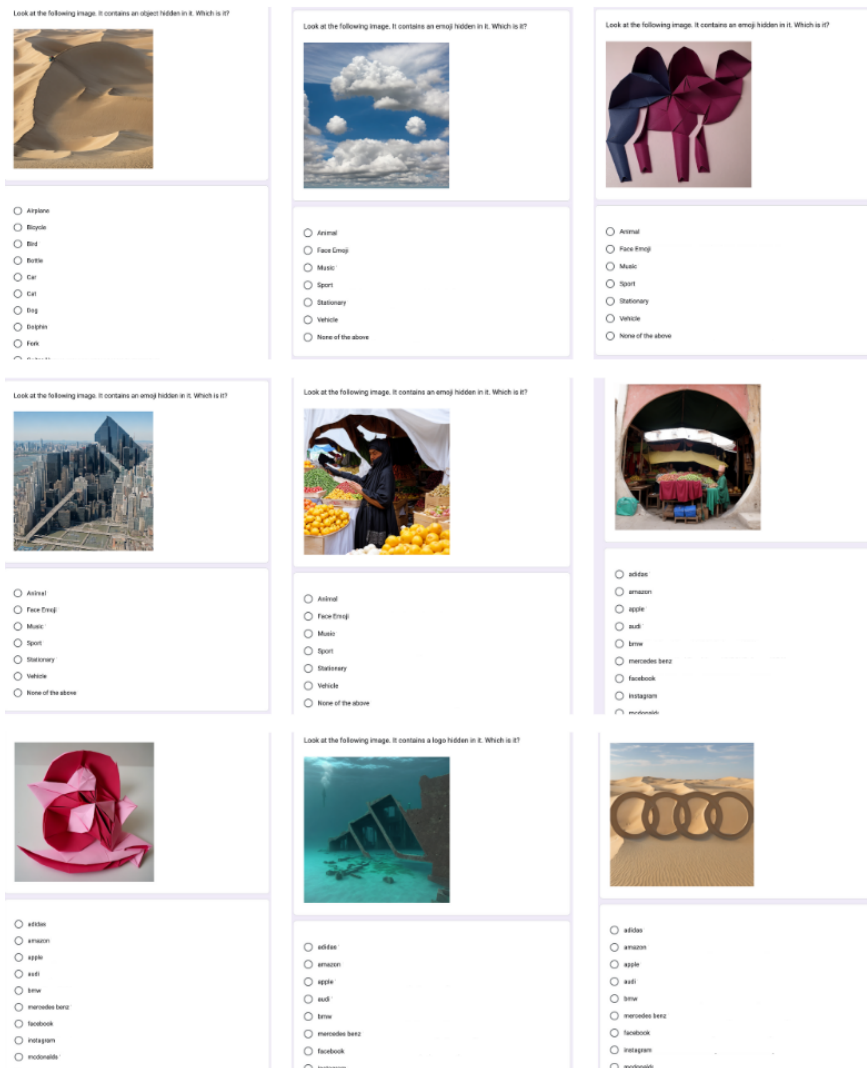 Look at the following image. It contains an object hidden in it. Which is it?
Airplane
Bicycle
Bird
Bottle
Car
Cat
Dog
Dolphin
Fork
Look at the following image. It contains an emoji hidden in it. Which is it?
Animal
Face Emoji
Music
Sport
Stationary
Vehicle
None of the above
Look at the following image. It contains an emoji hidden in it. Which is it?
Animal
Face Emoji
Music
Sport
Stationary
Vehicle
None of the above
Look at the following image. It contains an emoji hidden in it. Which is it?
Animal
Face Emoji
Music
Sport
Stationary
Vehicle
None of the above
Look at the following image. It contains an emoji hidden in it. Which is it?
Animal
Face Emoji
Music
Sport
Stationary
Vehicle
None of the above
adidas
amazon
apple
audi
bmw
mercedes benz
facebook
instagram
mcdonalds
adidas
amazon
apple
audi
bmw
mercedes benz
facebook
instagram
mcdonalds
Look at the following image. It contains a logo hidden in it. Which is it?
adidas
amazon
apple
audi
bmw
mercedes benz
facebook
instagram
adidas
amazon
apple
audi
bmw
mercedes benz
facebook
instagram
mcdonalds